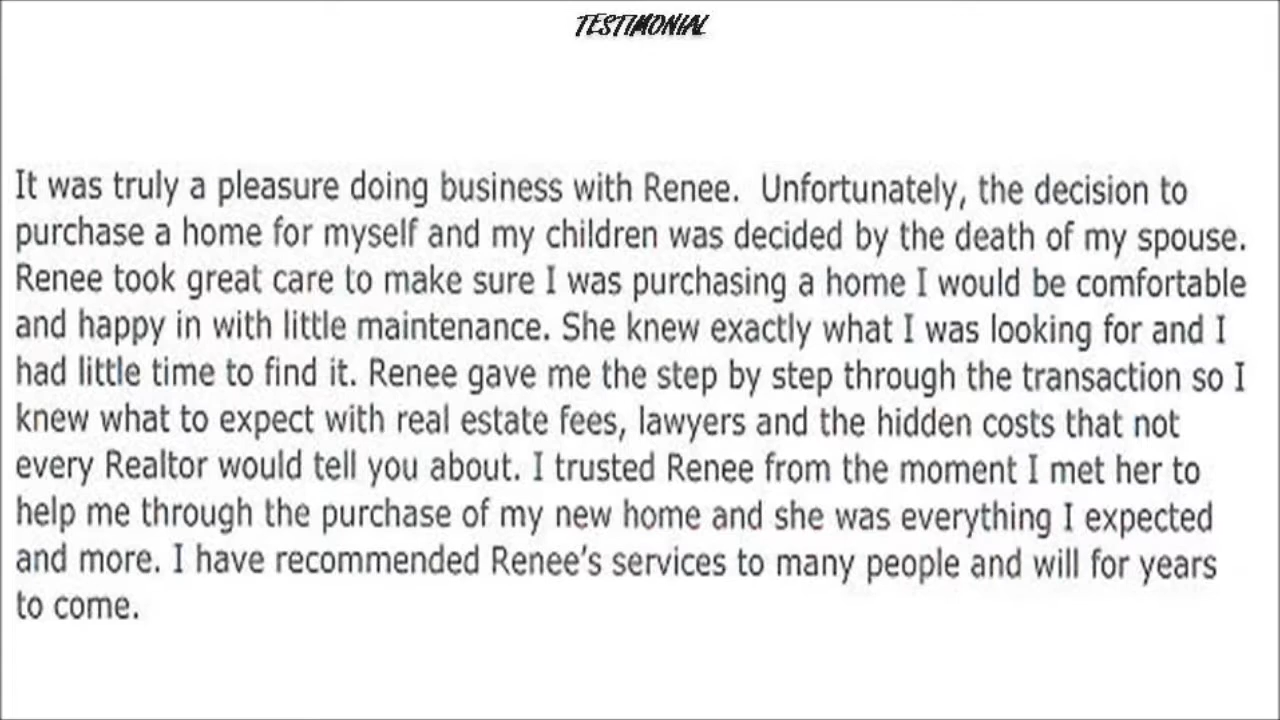 TESTIMONIAL
It was truly a pleasure doing business with Renee.  Unfortunately, the decision to
purchase a home for myself and my children was decided by the death of my spouse.
Renee took great care to make sure I was purchasing a home I would be comfortable
and happy in with little maintenance. She knew exactly what I was looking for and I
had little time to find it. Renee gave me the step by step through the transaction so I
knew what to expect with real estate fees, lawyers and the hidden costs that not
every Realtor would tell you about. I trusted Renee from the moment I met her to
help me through the purchase of my new home and she was everything I expected
and more. I have recommended Renee’s services to many people and will for years
to come.